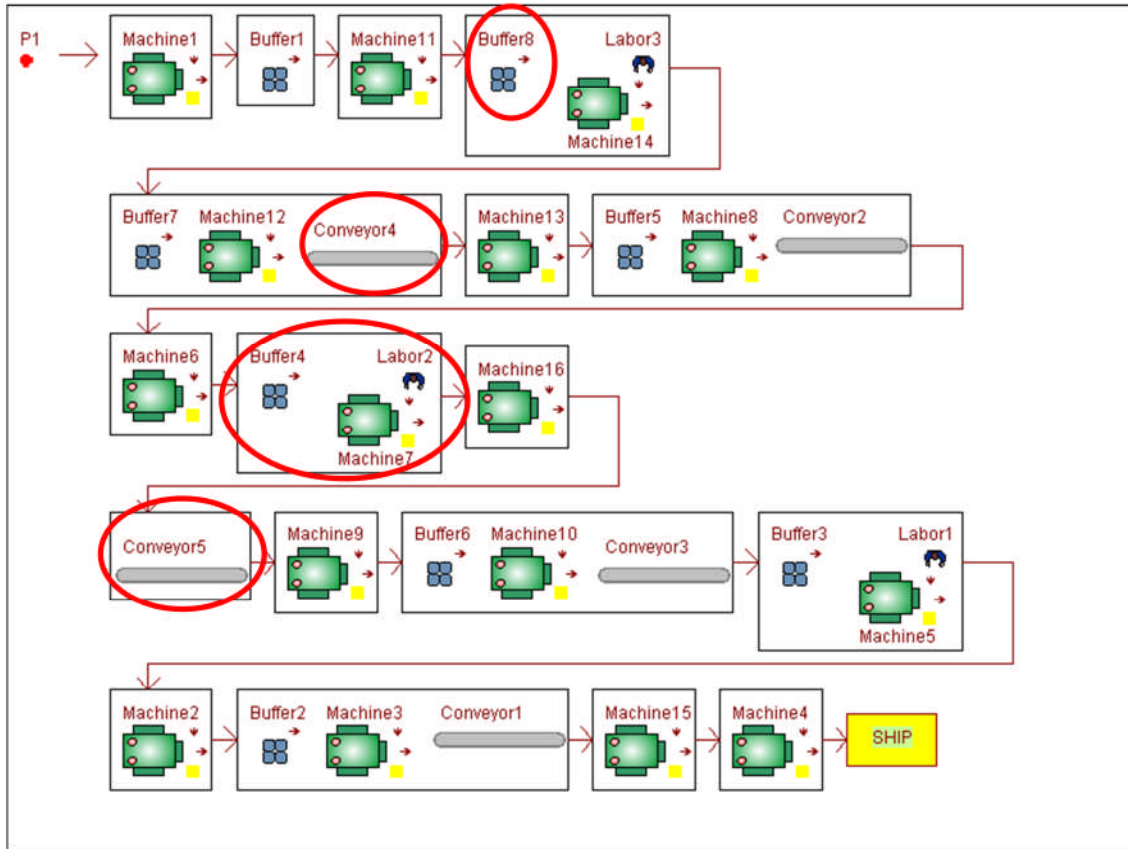 P1
Machine1
Buffer1
Machine11
Buffer8
Labor3
Machine14
Buffer7
Machine12
Conveyor4
Machine13
Buffer5
Machine8
Conveyor2
Machine6
Buffer4
Labor2
Machine7
Machine16
Conveyor5
Machine9
Buffer6
Machine10
Conveyor3
Buffer3
Labor1
Machine5
Machine2
Buffer2
Machine3
Conveyor1
Machine15
Machine4
SHIP